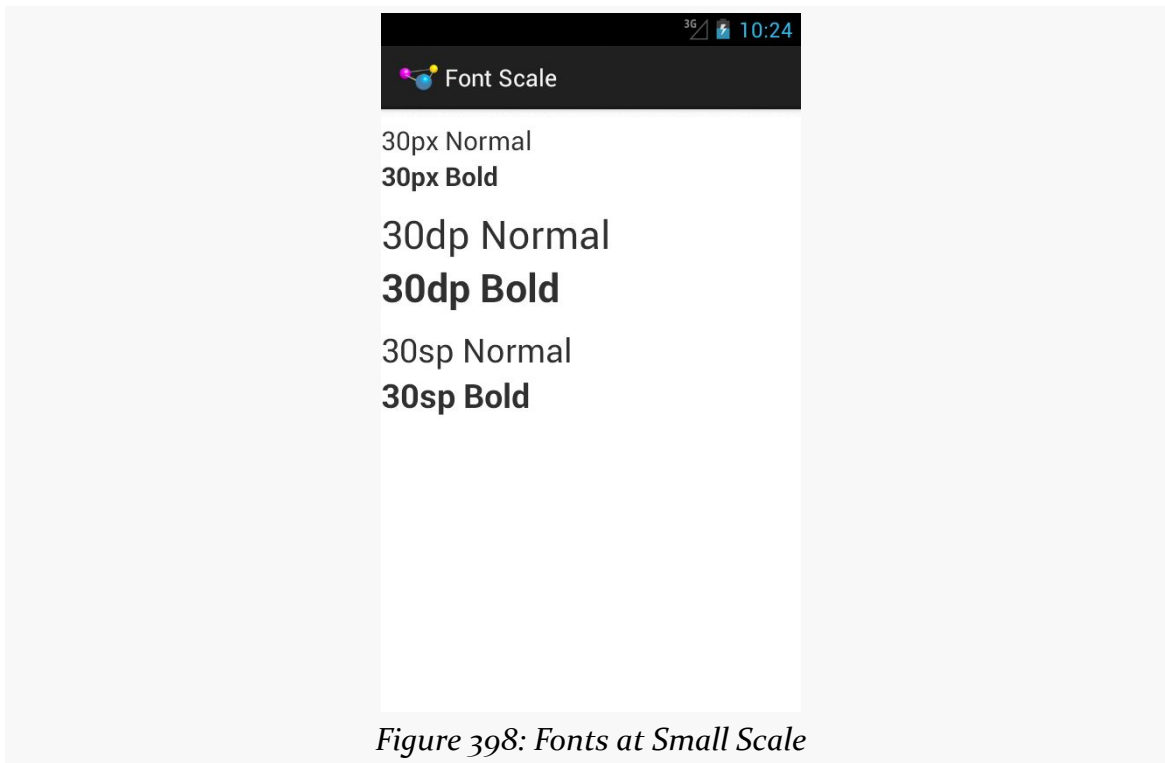 3G 10:24
Font Scale
30px Normal
30px Bold
30dp Normal
30dp Bold
30sp Normal
30sp Bold
Figure 398: Fonts at Small Scale